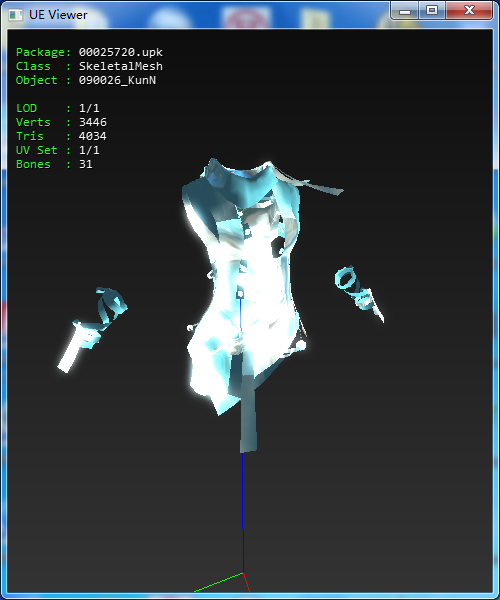 UE Viewer
Package: 00025720.upk
Class : SkeletalMesh
Object : 090026_KunN
LOD : 1/1
Verts : 3446
Tris : 4034
UV Set : 1/1
Bones : 31